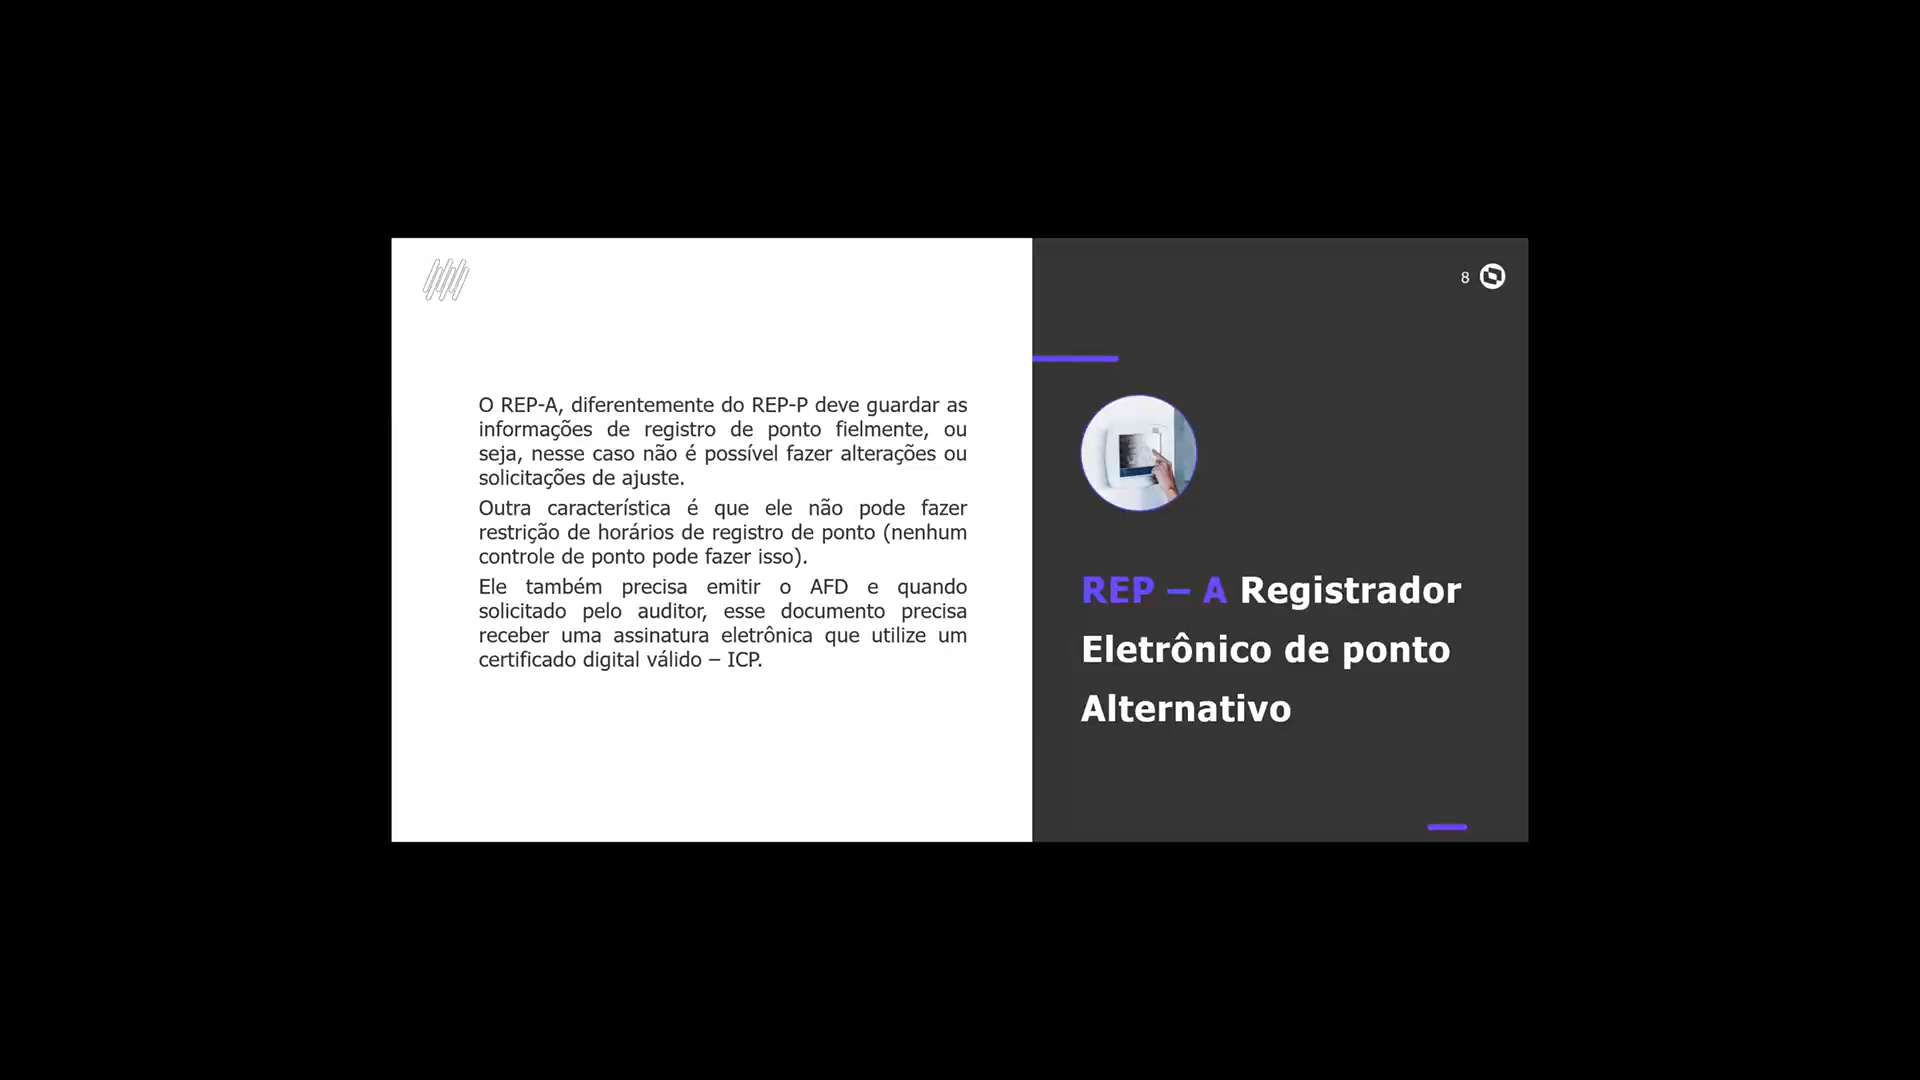 O REP-A, diferentemente do REP-P deve guardar as
informações de registro de ponto fielmente, ou
seja, nesse caso não é possível fazer alterações ou
solicitações de ajuste.
Outra característica é que ele não pode fazer
restrição de horários de registro de ponto (nenhum
controle de ponto pode fazer isso).
Ele também precisa emitir o AFD e quando
solicitado pelo auditor, esse documento precisa
receber uma assinatura eletrônica que utilize um
certificado digital válido – ICP.
8
REP – A Registrador
Eletrônico de ponto
Alternativo